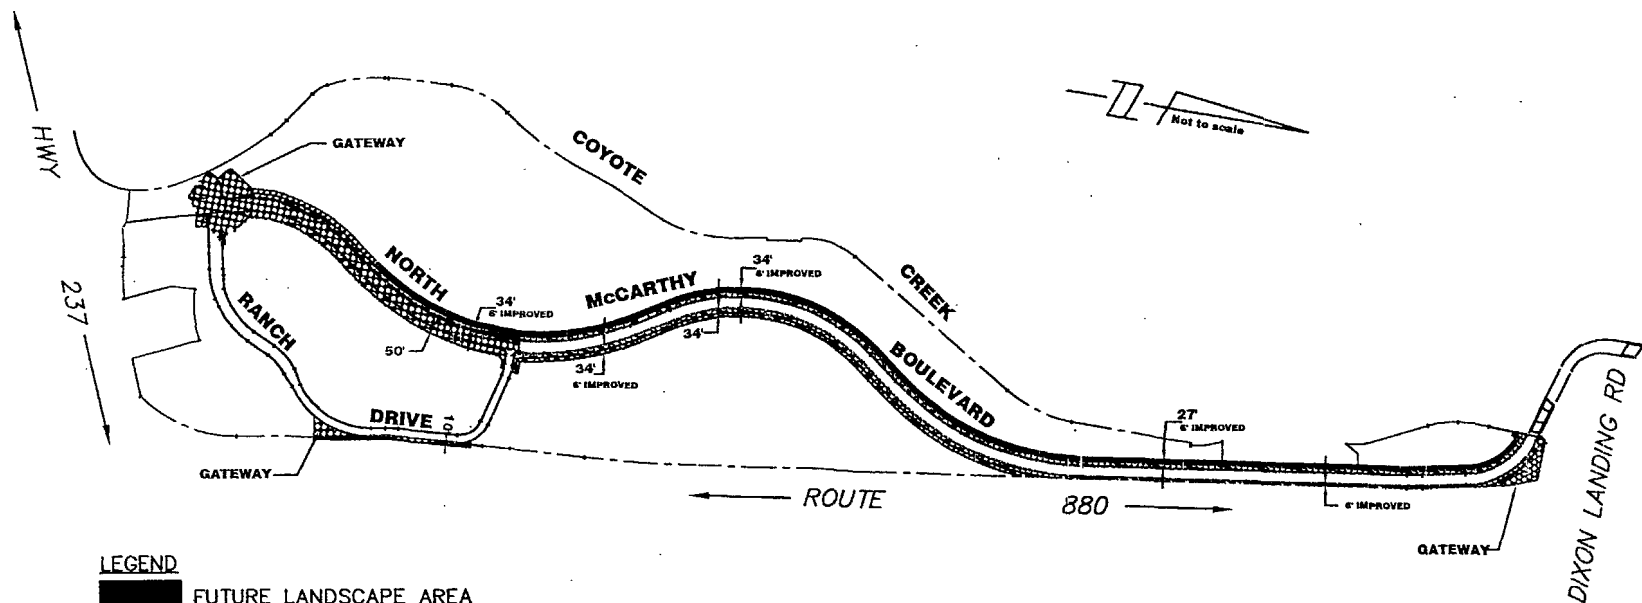 HWY
237
GATEWAY
COYOTE
CREEK
Not to scale
NORTH
McCARTHY
BOULEVARD
RANCH
DRIVE
10'
34'
6' IMPROVED
50'
34'
6' IMPROVED
34'
34'
6' IMPROVED
27'
6' IMPROVED
6' IMPROVED
GATEWAY
GATEWAY
ROUTE
880
DIXON LANDING RD
LEGEND
FUTURE LANDSCAPE AREA